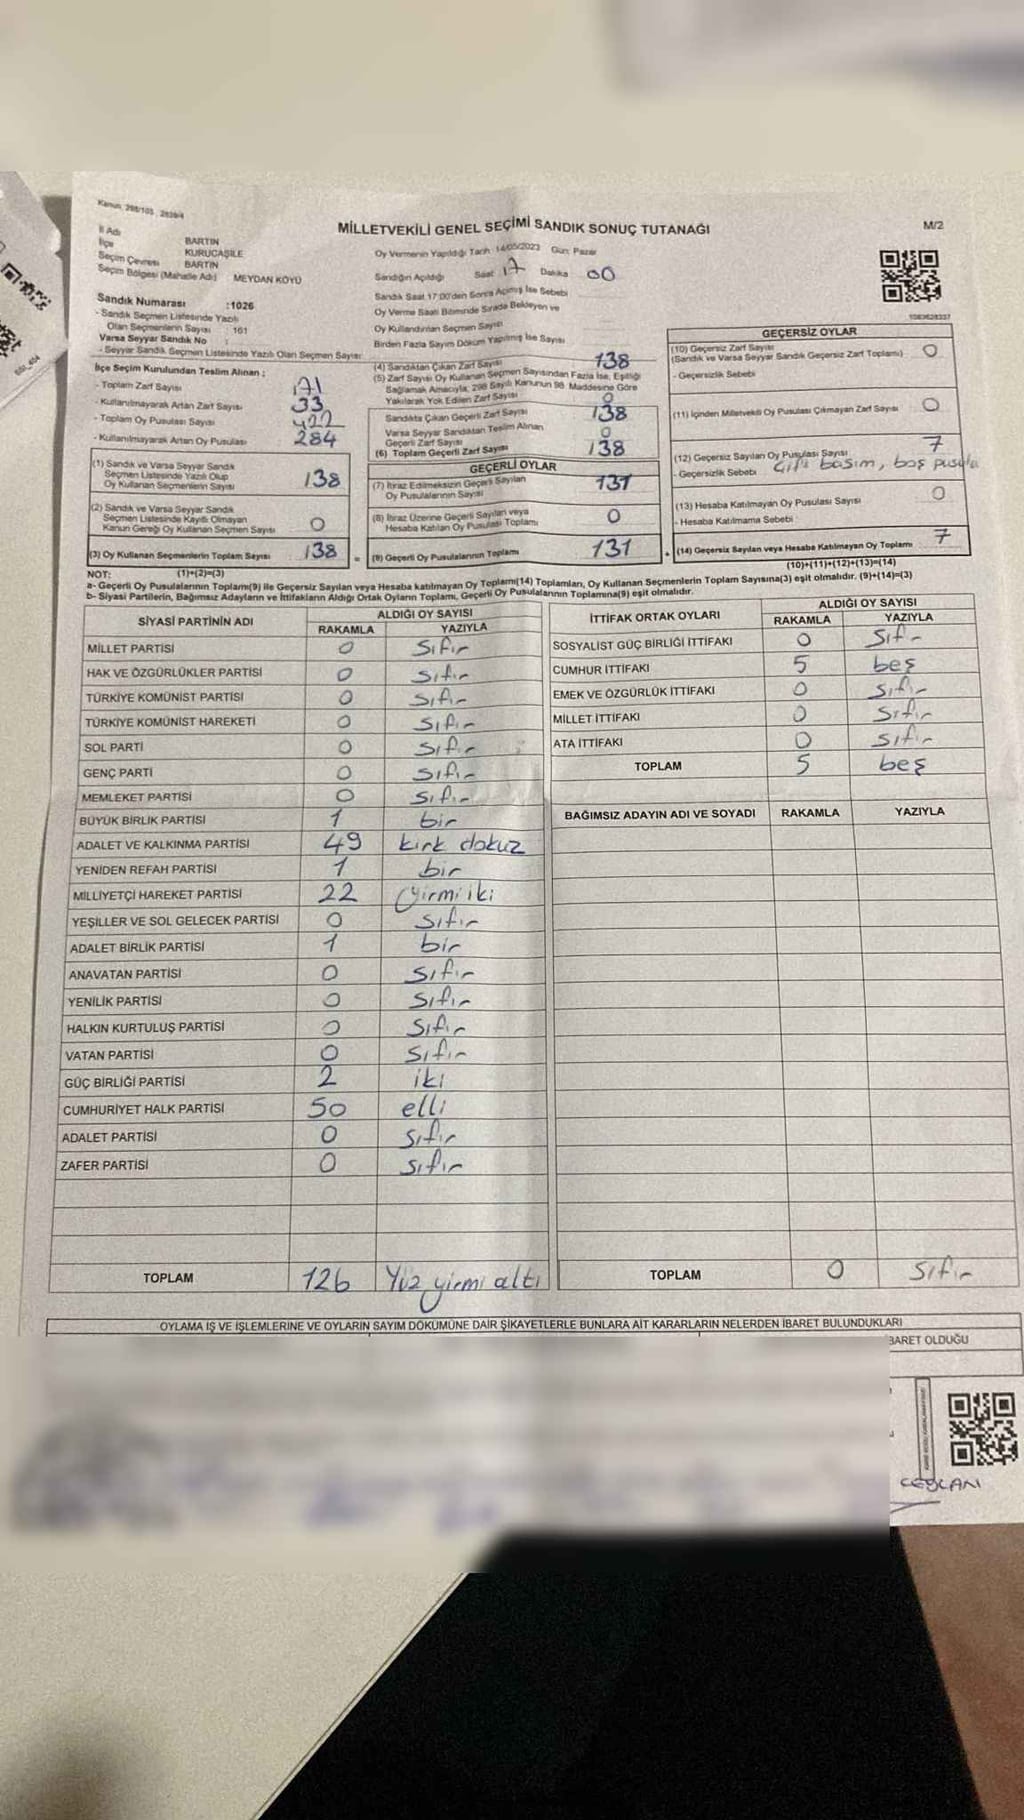 Kanun, 298/105, 2839/4
MİLLETVEKİLİ GENEL SEÇİMİ SANDIK SONUÇ TUTANAĞI
M/2
İl Adı BARTIN
İlçe KURUCAŞİLE
Seçim Çevresi BARTIN
Seçim Bölgesi (Mahalle Adı) MEYDAN KÖYÜ
Sandık Numarası :1026
- Sandık Seçmen Listesinde Yazılı
Olan Seçmenlerin Sayısı : 161
Varsa Seyyar Sandık No :
- Seyyar Sandık Seçmen Listesinde Yazılı Olan Seçmen Sayısı
İlçe Seçim Kurulundan Teslim Alınan ;
- Toplam Zarf Sayısı 171
- Kullanılmayarak Artan Zarf Sayısı 33
- Toplam Oy Pusulası Sayısı 422
- Kullanılmayarak Artan Oy Pusulası 284
(1) Sandık ve Varsa Seyyar Sandık
Seçmen Listesinde Yazılı Olup
Oy Kullanan Seçmenlerin Sayısı 138
(2) Sandık ve Varsa Seyyar Sandık
Seçmen Listesinde Kayıtlı Olmayan
Kanun Gereği Oy Kullanan Seçmen Sayısı 0
(3) Oy Kullanan Seçmenlerin Toplam Sayısı 138 =
(1)+(2)=(3)
Oy Vermenin Yapıldığı Tarih 14/05/2023 Gün: Pazar
Sandığın Açıldığı Saat 17 Dakika 00
Sandık Saat 17:00'den Sonra Açılmış İse Sebebi
Oy Verme Saati Bitiminde Sırada Bekleyen ve
Oy Kullandırılan Seçmen Sayısı
Birden Fazla Sayım Döküm Yapılmış İse Sayısı
(4) Sandıktan Çıkan Zarf Sayısı 138
(5) Zarf Sayısı Oy Kullanan Seçmen Sayısından Fazla İse, Eşitliği
Sağlamak Amacıyla, 298 Sayılı Kanunun 98. Maddesine Göre
Yakılarak Yok Edilen Zarf Sayısı 0
Sandıkta Çıkan Geçerli Zarf Sayısı 138
Varsa Seyyar Sandıktan Teslim Alınan
Geçerli Zarf Sayısı 0
(6) Toplam Geçerli Zarf Sayısı 138
GEÇERLİ OYLAR
(7) İtiraz Edilmeksizin Geçerli Sayılan
Oy Pusulalarının Sayısı 131
(8) İtiraz Üzerine Geçerli Sayılan veya
Hesaba Katılan Oy Pusulası Toplamı 0
(9) Geçerli Oy Pusulalarının Toplamı 131 +
GEÇERSİZ OYLAR
(10) Geçersiz Zarf Sayısı 0
(Sandık ve Varsa Seyyar Sandık Geçersiz Zarf Toplamı)
- Geçersizlik Sebebi
(11) İçinden Milletvekili Oy Pusulası Çıkmayan Zarf Sayısı 0
(12) Geçersiz Sayılan Oy Pusulası Sayısı 7
- Geçersizlik Sebebi Çift basım, boş pusula
(13) Hesaba Katılmayan Oy Pusulası Sayısı 0
- Hesaba Katılmama Sebebi
(14) Geçersiz Sayılan veya Hesaba Katılmayan Oy Toplamı 7
(10)+(11)+(12)+(13)=(14)
NOT:
a- Geçerli Oy Pusulalarının Toplamı(9) ile Geçersiz Sayılan veya Hesaba katılmayan Oy Toplamı(14) Toplamları, Oy Kullanan Seçmenlerin Toplam Sayısına(3) eşit olmalıdır. (9)+(14)=(3)
b- Siyasi Partilerin, Bağımsız Adayların ve İttifakların Aldığı Ortak Oyların Toplamı, Geçerli Oy Pusulalarının Toplamına(9) eşit olmalıdır.
SİYASİ PARTİNİN ADI ALDIĞI OY SAYISI
RAKAMLA YAZIYLA
MİLLET PARTİSİ 0 Sıfır
HAK VE ÖZGÜRLÜKLER PARTİSİ 0 Sıfır
TÜRKİYE KOMÜNİST PARTİSİ 0 Sıfır
TÜRKİYE KOMÜNİST HAREKETİ 0 Sıfır
SOL PARTİ 0 Sıfır
GENÇ PARTİ 0 Sıfır
MEMLEKET PARTİSİ 0 Sıfır
BÜYÜK BİRLİK PARTİSİ 1 bir
ADALET VE KALKINMA PARTİSİ 49 kırk dokuz
YENİDEN REFAH PARTİSİ 1 bir
MİLLİYETÇİ HAREKET PARTİSİ 22 yirmi iki
YEŞİLLER VE SOL GELECEK PARTİSİ 0 Sıfır
ADALET BİRLİK PARTİSİ 1 bir
ANAVATAN PARTİSİ 0 Sıfır
YENİLİK PARTİSİ 0 Sıfır
HALKIN KURTULUŞ PARTİSİ 0 Sıfır
VATAN PARTİSİ 0 Sıfır
GÜÇ BİRLİĞİ PARTİSİ 2 iki
CUMHURİYET HALK PARTİSİ 50 elli
ADALET PARTİSİ 0 Sıfır
ZAFER PARTİSİ 0 Sıfır
TOPLAM 126 Yüz yirmi altı
İTTİFAK ORTAK OYLARI ALDIĞI OY SAYISI
RAKAMLA YAZIYLA
SOSYALİST GÜÇ BİRLİĞİ İTTİFAKI 0 Sıfır
CUMHUR İTTİFAKI 5 beş
EMEK VE ÖZGÜRLÜK İTTİFAKI 0 Sıfır
MİLLET İTTİFAKI 0 Sıfır
ATA İTTİFAKI 0 Sıfır
TOPLAM 5 beş
BAĞIMSIZ ADAYIN ADI VE SOYADI RAKAMLA YAZIYLA
TOPLAM 0 Sıfır
OYLAMA İŞ VE İŞLEMLERİNE VE OYLARIN SAYIM DÖKÜMÜNE DAİR ŞİKAYETLERLE BUNLARA AİT KARARLARIN NELERDEN İBARET BULUNDUKLARI
BARET OLDUĞU
CEYLAN